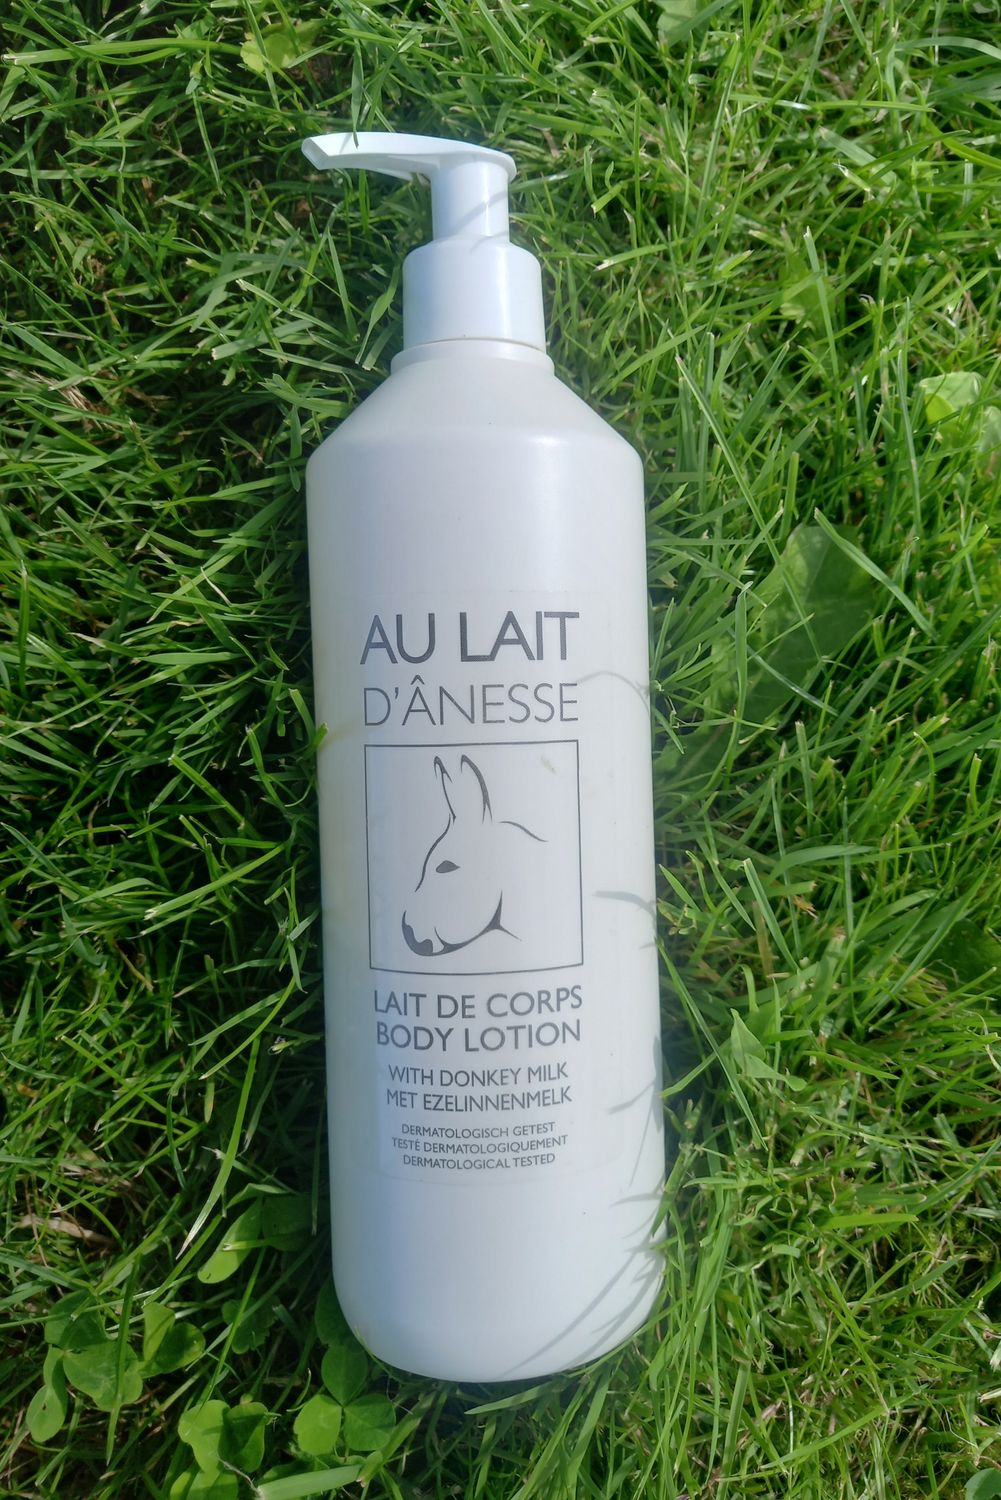 AU LAIT
D'ÂNESSE
LAIT DE CORPS
BODY LOTION
WITH DONKEY MILK
MET EZELINNENMELK
DERMATOLOGISCH GETEST
TESTÉ DERMATOLOGIQUEMENT
DERMATOLOGICAL TESTED